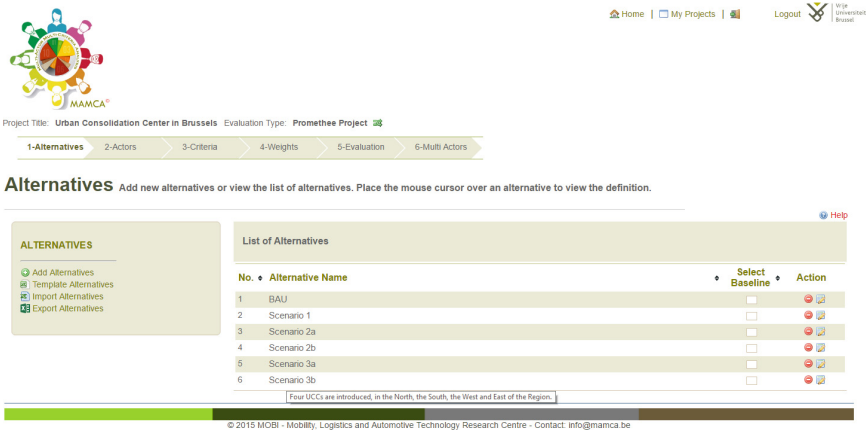 Home | My Projects | Logout
Vrije
Universiteit
Brussel
MAMCA®
Project Title: Urban Consolidation Center in Brussels Evaluation Type: Promethee Project
1-Alternatives 2-Actors 3-Criteria 4-Weights 5-Evaluation 6-Multi Actors
Alternatives Add new alternatives or view the list of alternatives. Place the mouse cursor over an alternative to view the definition.
Help
ALTERNATIVES
Add Alternatives
Template Alternatives
Import Alternatives
Export Alternatives
List of Alternatives
No. Alternative Name Select Baseline Action
1 BAU
2 Scenario 1
3 Scenario 2a
4 Scenario 2b
5 Scenario 3a
6 Scenario 3b
Four UCCs are introduced, in the North, the South, the West and East of the Region.
© 2015 MOBI - Mobility, Logistics and Automotive Technology Research Centre - Contact: info@mamca.be